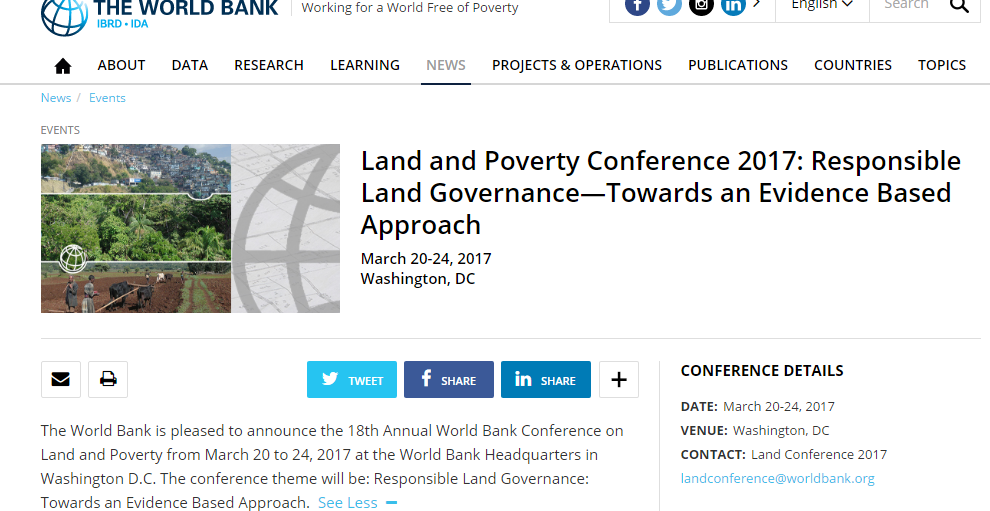 THE WORLD BANK
IBRD • IDA
Working for a World Free of Poverty
English
Search
ABOUT DATA RESEARCH LEARNING NEWS PROJECTS & OPERATIONS PUBLICATIONS COUNTRIES TOPICS
News / Events
EVENTS
Land and Poverty Conference 2017: Responsible
Land Governance—Towards an Evidence Based
Approach
March 20-24, 2017
Washington, DC
TWEET
SHARE
SHARE
The World Bank is pleased to announce the 18th Annual World Bank Conference on
Land and Poverty from March 20 to 24, 2017 at the World Bank Headquarters in
Washington D.C. The conference theme will be: Responsible Land Governance:
Towards an Evidence Based Approach. See Less
CONFERENCE DETAILS
DATE: March 20-24, 2017
VENUE: Washington, DC
CONTACT: Land Conference 2017
landconference@worldbank.org